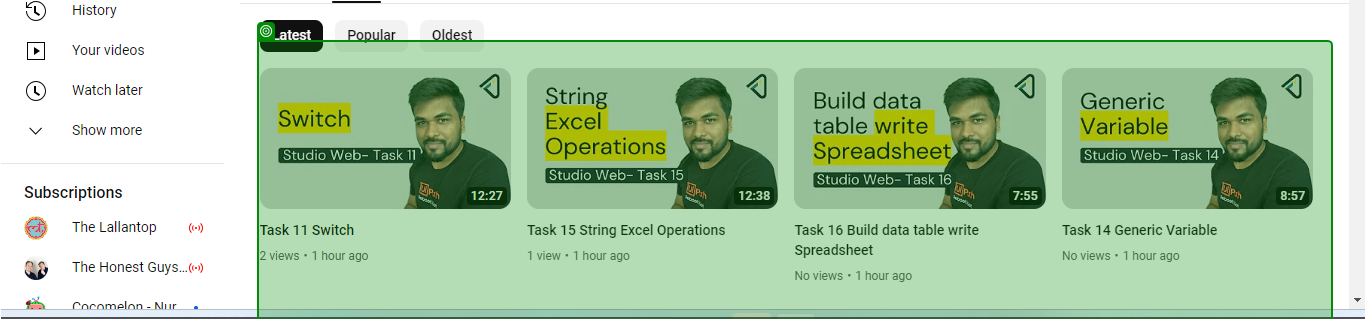 History
Your videos
Watch later
Show more
Subscriptions
The Lallantop
The Honest Guys...
Cocomelon - Nur
Latest
Popular
Oldest
Switch
Studio Web- Task 11
12:27
String
Excel
Operations
Studio Web- Task 15
12:38
Build data
table write
Spreadsheet
Studio Web- Task 16
7:55
Generic
Variable
Studio Web- Task 14
8:57
Task 11 Switch
2 views • 1 hour ago
Task 15 String Excel Operations
1 view • 1 hour ago
Task 16 Build data table write
Spreadsheet
No views • 1 hour ago
Task 14 Generic Variable
No views • 1 hour ago